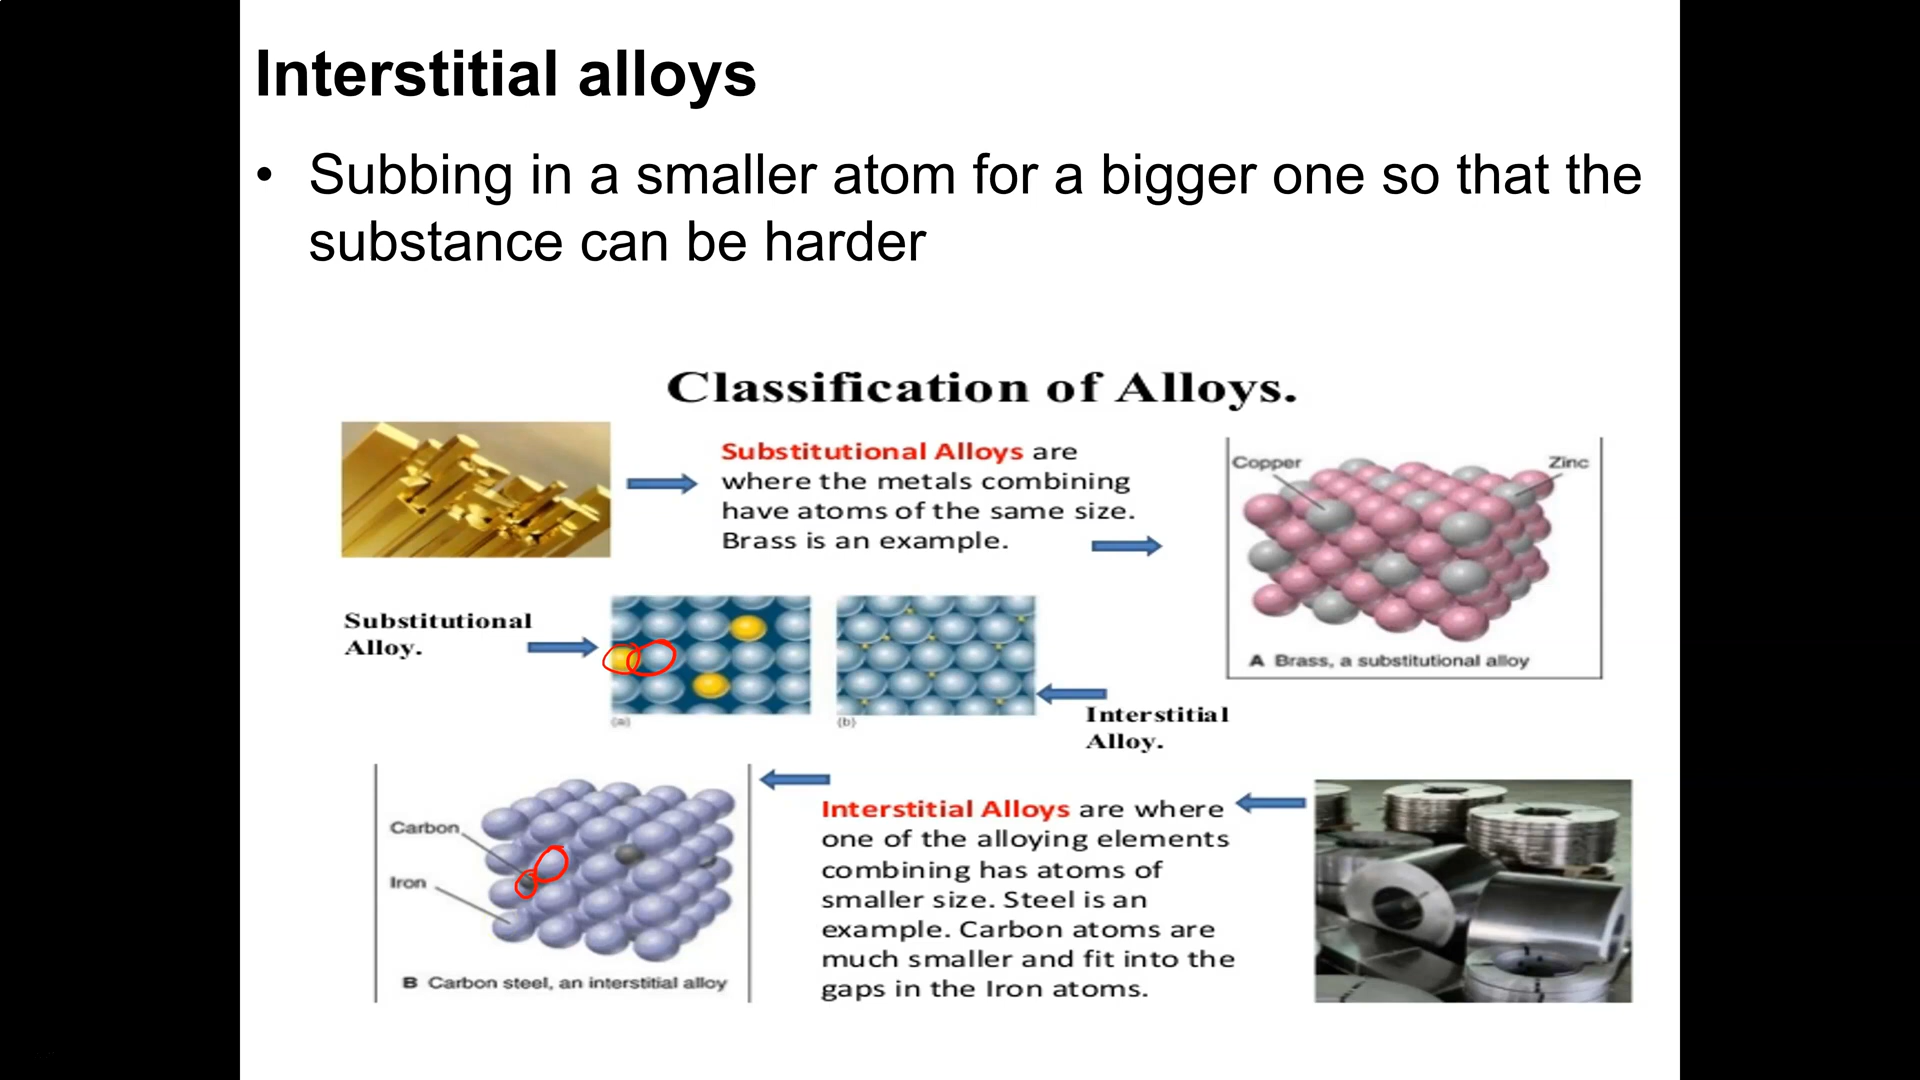 Interstitial alloys
• Subbing in a smaller atom for a bigger one so that the
substance can be harder
Classification of Alloys.
Substitutional Alloys are
where the metals combining
have atoms of the same size.
Brass is an example.
Copper
Zinc
A Brass, a substitutional alloy
Substitutional
Alloy.
(a)
(b)
Interstitial
Alloy.
Carbon
Iron
B Carbon steel, an interstitial alloy
Interstitial Alloys are where
one of the alloying elements
combining has atoms of
smaller size. Steel is an
example. Carbon atoms are
much smaller and fit into the
gaps in the Iron atoms.